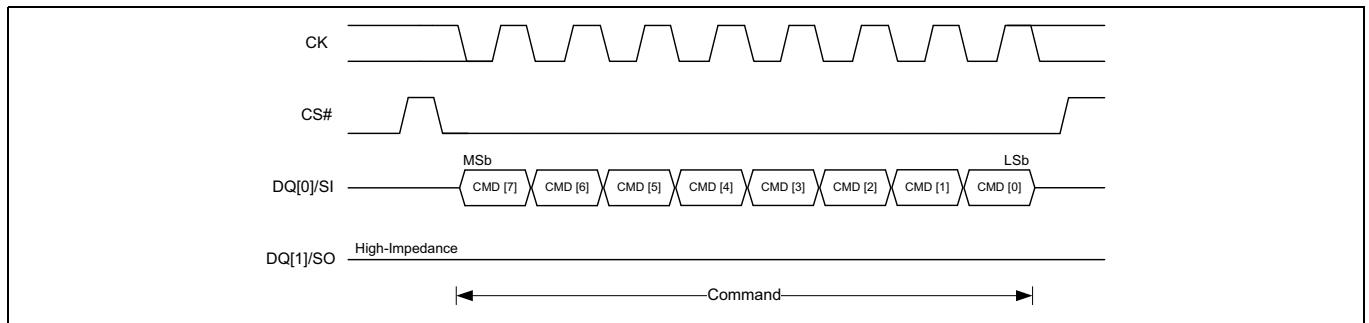 CK
CS#
MSb
LSb
DQ[0]/SI
CMD [7]
CMD [6]
CMD [5]
CMD [4]
CMD [3]
CMD [2]
CMD [1]
CMD [0]
High-Impedance
DQ[1]/SO
Command